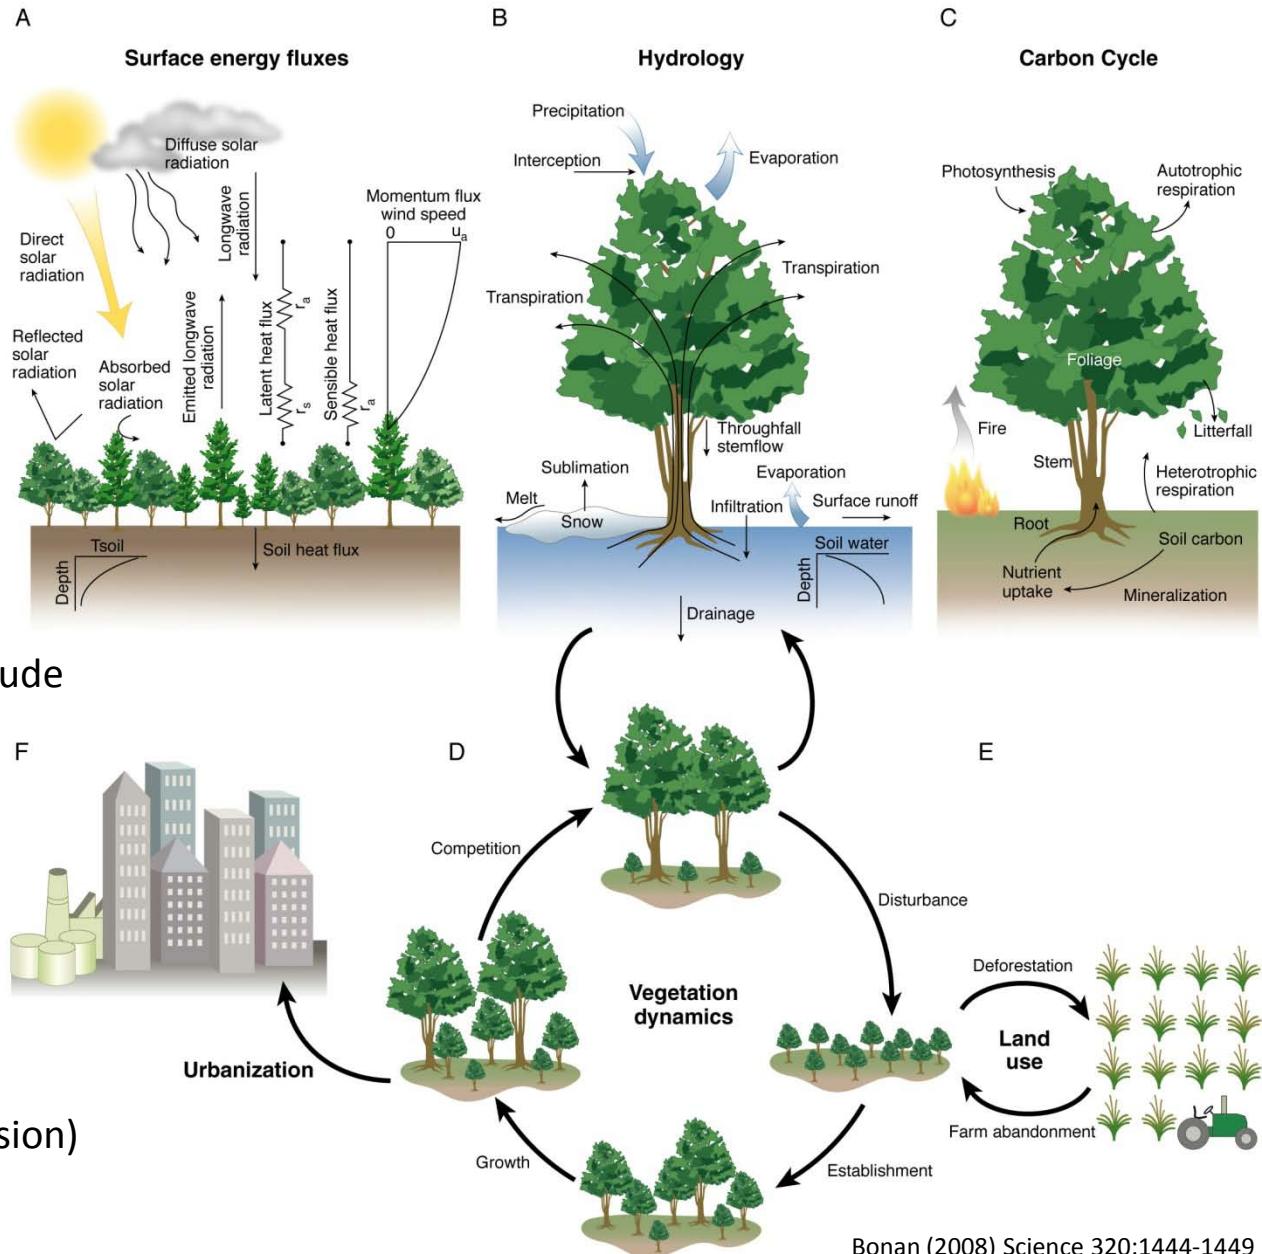 A
Surface energy fluxes
Diffuse solar
radiation
Longwave
radiation
Momentum flux
wind speed
0
ua
Direct
solar
radiation
Reflected
solar
radiation
Absorbed
solar
radiation
Emitted longwave
radiation
Latent heat flux
ra
rs
Sensible heat flux
ra
Tsoil
Depth
Soil heat flux
B
Hydrology
Precipitation
Interception
Evaporation
Transpiration
Transpiration
Throughfall
stemflow
Sublimation
Evaporation
Melt
Snow
Infiltration
Surface runoff
Soil water
Depth
Drainage
C
Carbon Cycle
Photosynthesis
Autotrophic
respiration
Foliage
Fire
Litterfall
Stem
Heterotrophic
respiration
Root
Soil carbon
Nutrient
uptake
Mineralization
ude
F
D
E
Competition
Disturbance
Vegetation
dynamics
Deforestation
Land
use
Farm abandonment
Urbanization
Growth
Establishment
sion)
Bonan (2008) Science 320:1444-1449